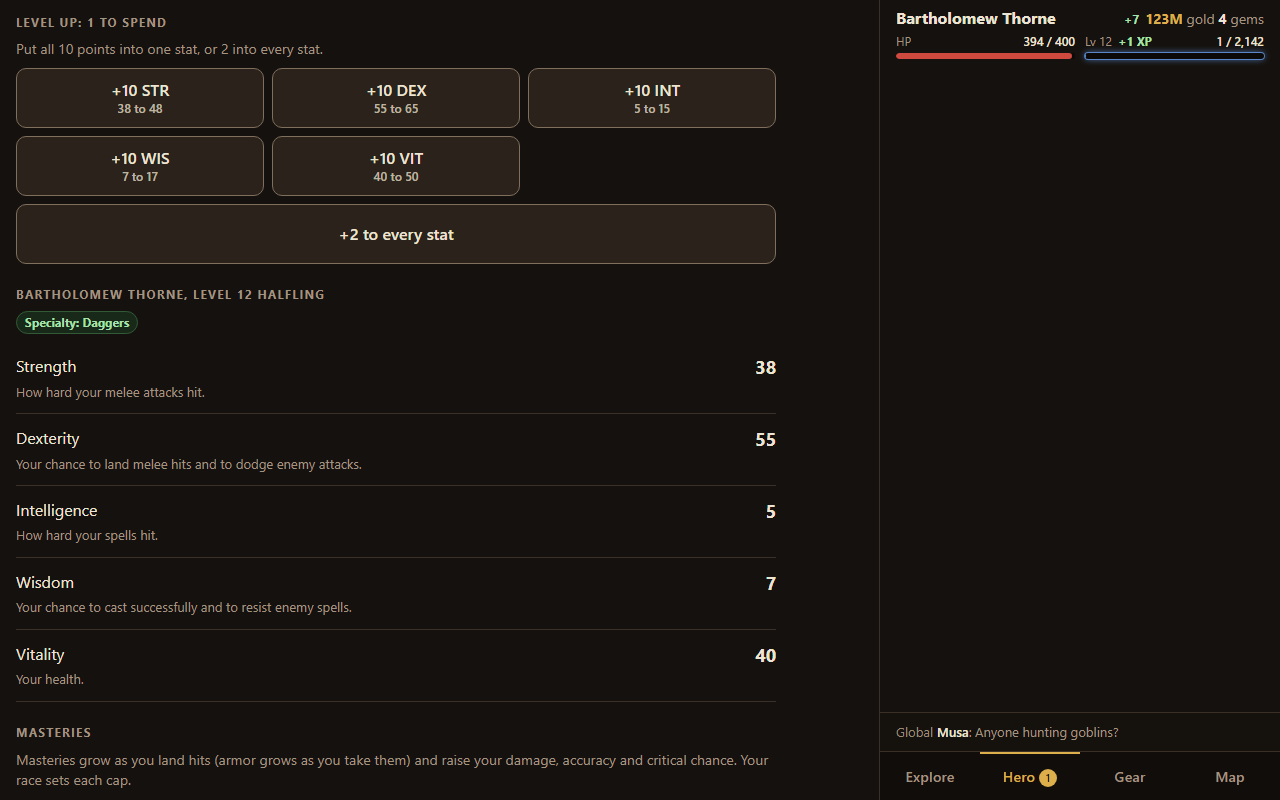 LEVEL UP: 1 TO SPEND
Put all 10 points into one stat, or 2 into every stat.
+10 STR
38 to 48
+10 DEX
55 to 65
+10 INT
5 to 15
+10 WIS
7 to 17
+10 VIT
40 to 50
+2 to every stat
BARTHOLOMEW THORNE, LEVEL 12 HALFLING
Specialty: Daggers
Strength 38
How hard your melee attacks hit.
Dexterity 55
Your chance to land melee hits and to dodge enemy attacks.
Intelligence 5
How hard your spells hit.
Wisdom 7
Your chance to cast successfully and to resist enemy spells.
Vitality 40
Your health.
MASTERIES
Masteries grow as you land hits (armor grows as you take them) and raise your damage, accuracy and critical chance. Your
race sets each cap.
Bartholomew Thorne +7 123M gold 4 gems
HP 394 / 400 Lv 12 +1 XP 1 / 2,142
Global Musa: Anyone hunting goblins?
Explore Hero 1 Gear Map